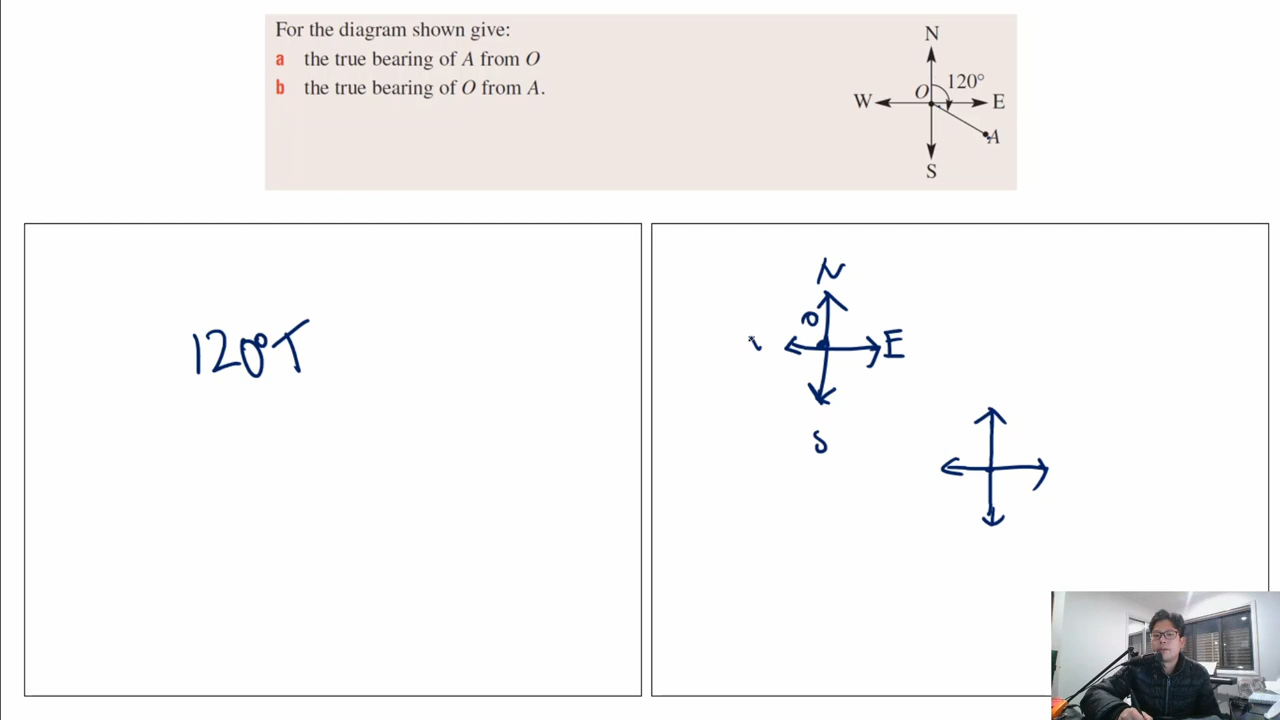 For the diagram shown give:
a the true bearing of A from O
b the true bearing of O from A.
N
120°
O
W
E
A
S
120°T
N
O
E
S